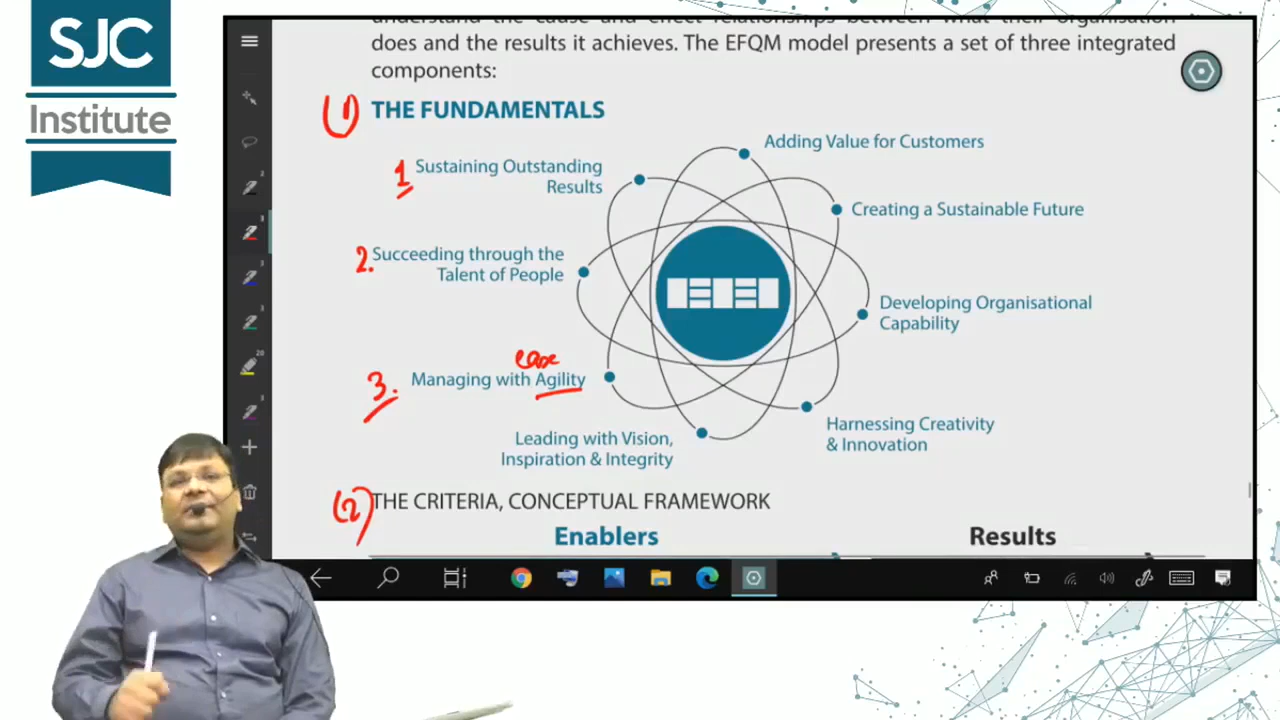 SJC
Institute
understand the cause and effect relationships between what their organisation
does and the results it achieves. The EFQM model presents a set of three integrated
components:
(1) THE FUNDAMENTALS
Adding Value for Customers
1 Sustaining Outstanding
Results
Creating a Sustainable Future
2. Succeeding through the
Talent of People
Developing Organisational
Capability
ease
3. Managing with Agility
Harnessing Creativity
& Innovation
Leading with Vision,
Inspiration & Integrity
(2) THE CRITERIA, CONCEPTUAL FRAMEWORK
Enablers
Results